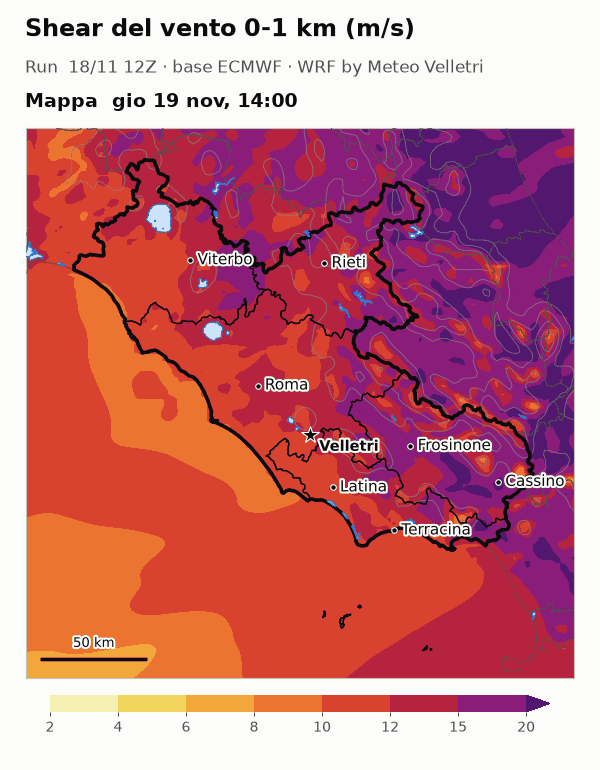 Shear del vento 0-1 km (m/s)
Run  18/11 12Z · base ECMWF · WRF by Meteo Velletri
Mappa  gio 19 nov, 14:00
Viterbo
Rieti
Roma
Velletri
Frosinone
Latina
Cassino
Terracina
50 km
2 4 6 8 10 12 15 20